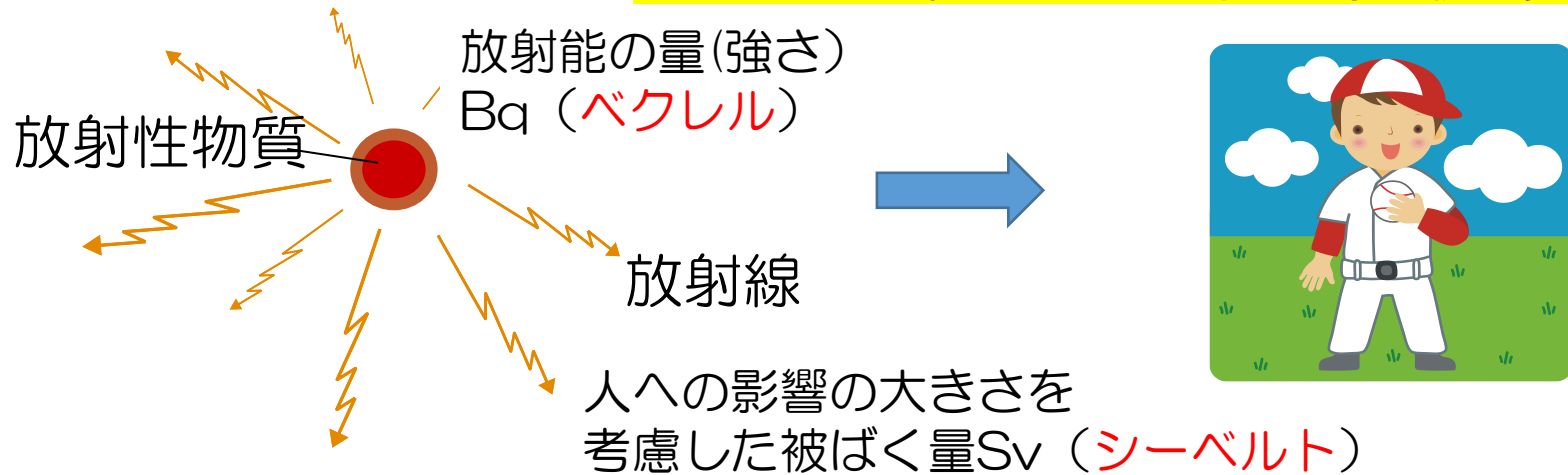 放射能の量(強さ)
Bq（ベクレル）
放射性物質
放射線
人への影響の大きさを
考慮した被ばく量Sv（シーベルト）